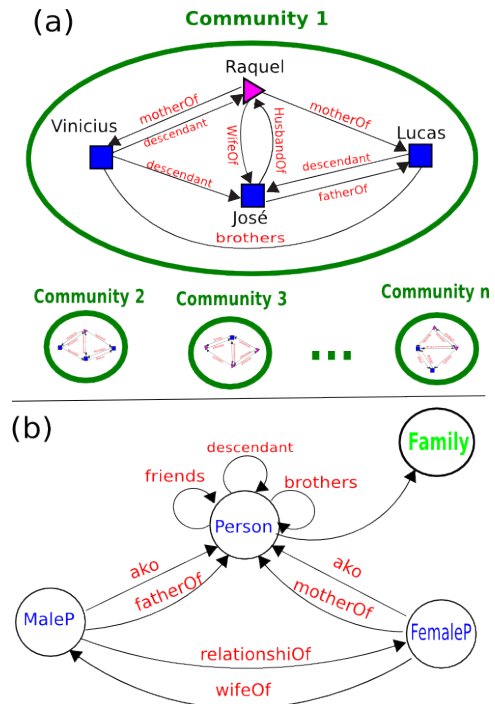 (a)
Community 1
Raquel
motherOf
motherOf
Vinicius
descendant
WifeOf
HusbandOf
Lucas
descendant
descendant
fatherOf
José
brothers
Community 2
Community 3
Community n
...
(b)
Family
descendant
friends
brothers
Person
ako
ako
fatherOf
motherOf
MaleP
FemaleP
relationshiOf
wifeOf